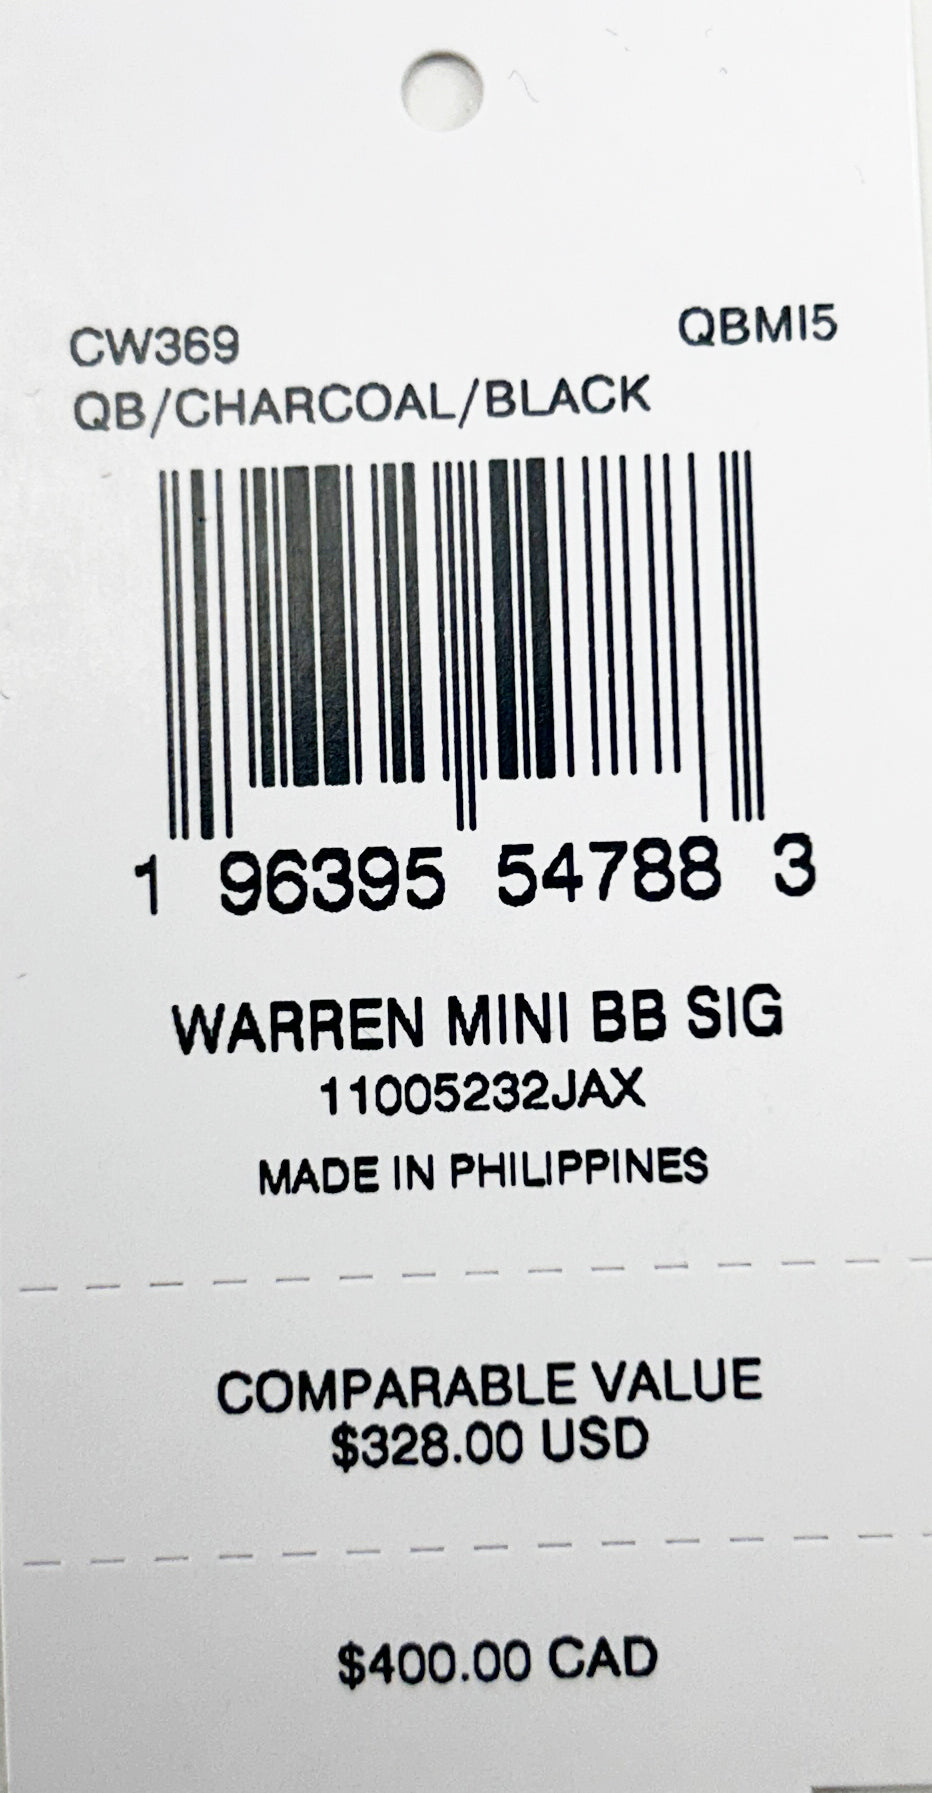 CW369 QBMI5
QB/CHARCOAL/BLACK
1 96395 54788 3
WARREN MINI BB SIG
11005232JAX
MADE IN PHILIPPINES
COMPARABLE VALUE
$328.00 USD
$400.00 CAD